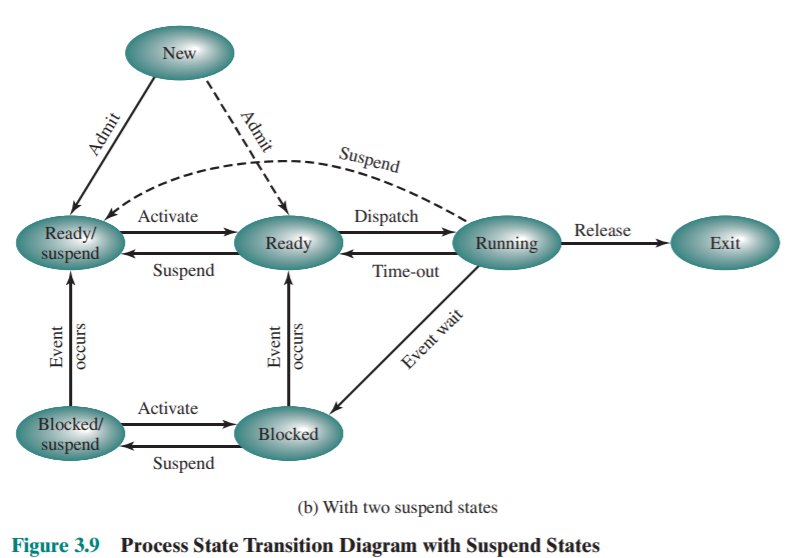 New
Admit
Admit
Suspend
Ready/
suspend
Activate
Suspend
Ready
Dispatch
Time-out
Running
Release
Exit
Event
occurs
Event
occurs
Event wait
Blocked/
suspend
Activate
Suspend
Blocked
(b) With two suspend states
Figure 3.9 Process State Transition Diagram with Suspend States